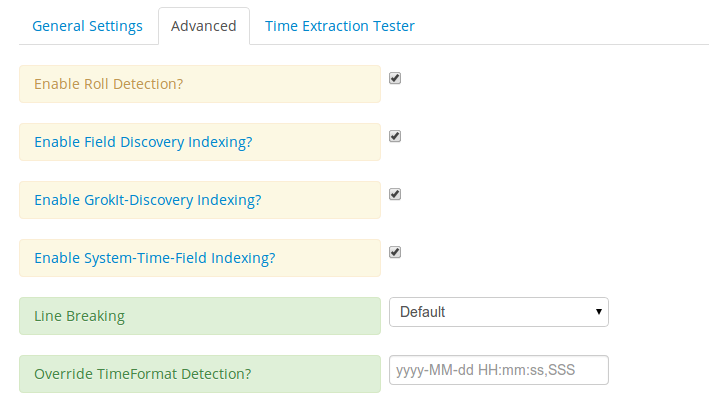 General Settings Advanced Time Extraction Tester
Enable Roll Detection?
Enable Field Discovery Indexing?
Enable GrokIt-Discovery Indexing?
Enable System-Time-Field Indexing?
Line Breaking Default
Override TimeFormat Detection? yyyy-MM-dd HH:mm:ss,SSS